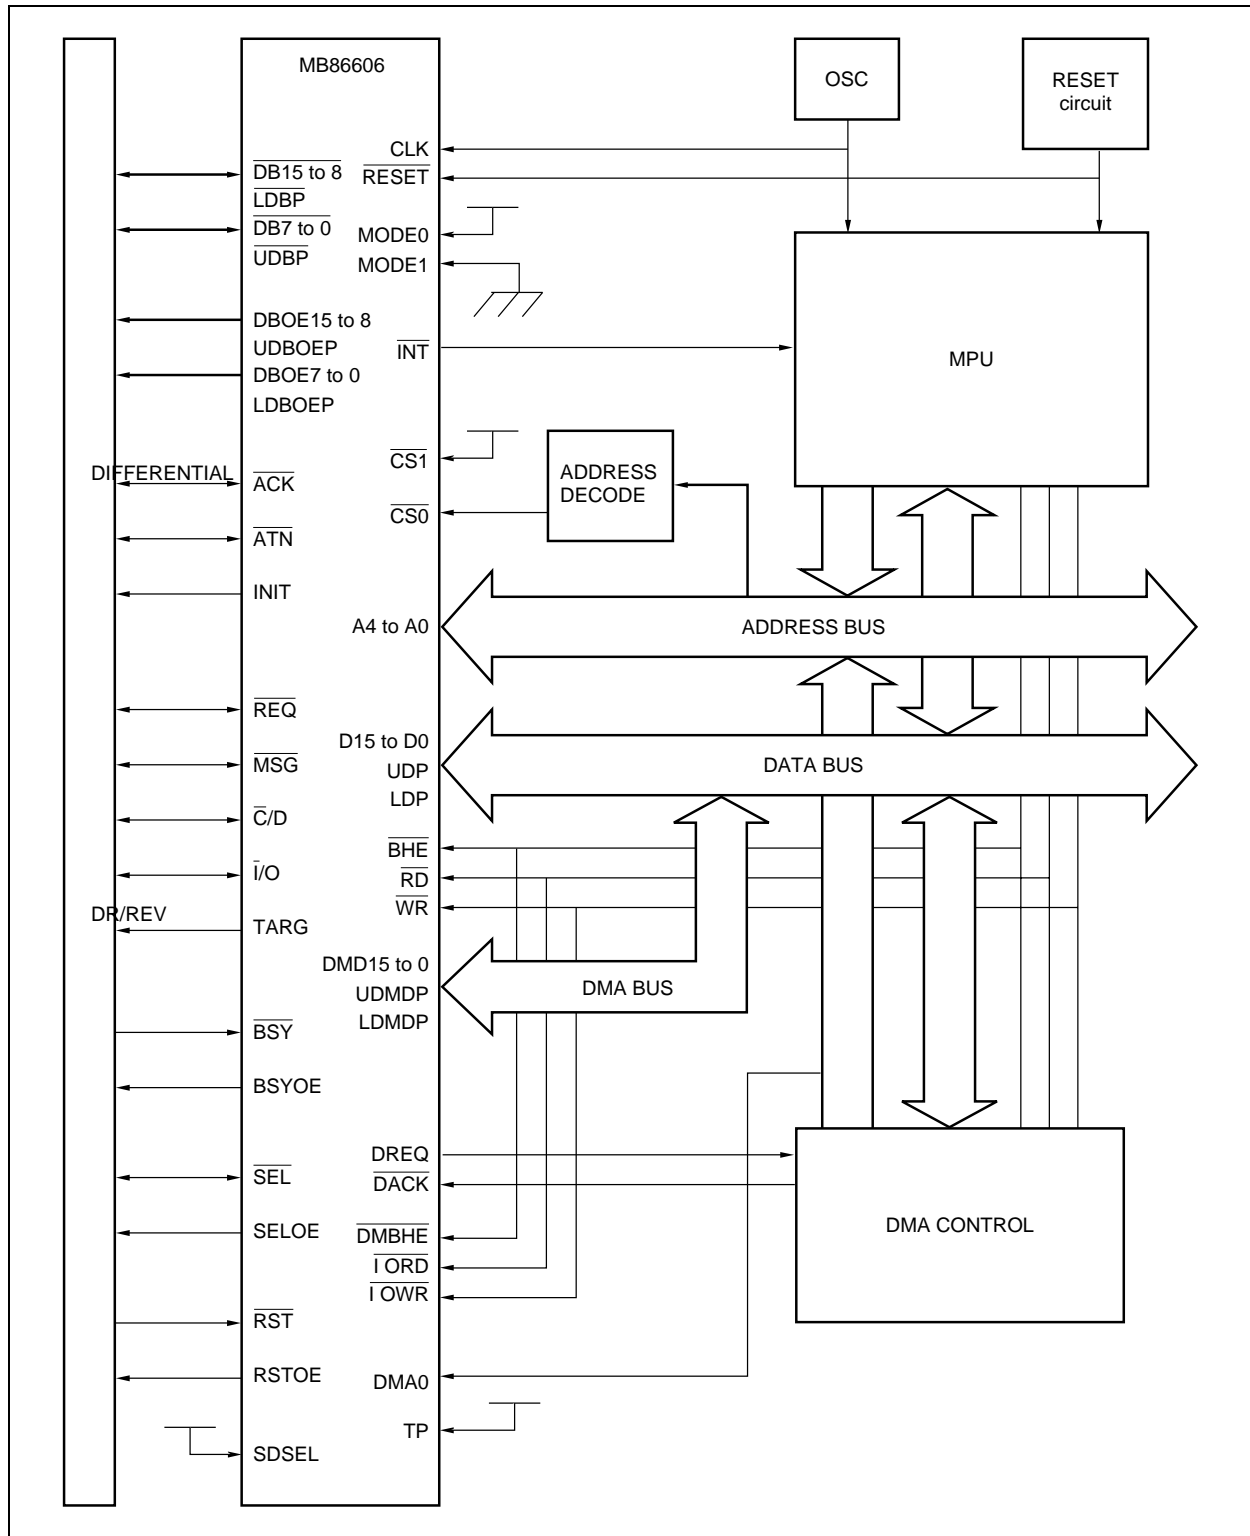 MB86606
OSC
RESET
circuit
CLK
RESET
DB15 to 8
LDBP
DB7 to 0
UDBP
MODE0
MODE1
DBOE15 to 8
UDBOEP
DBOE7 to 0
LDBOEP
INT
MPU
CS1
CS0
ADDRESS
DECODE
DIFFERENTIAL
ACK
ATN
INIT
A4 to A0
ADDRESS BUS
REQ
MSG
C/D
I/O
D15 to D0
UDP
LDP
DATA BUS
BHE
RD
WR
DR/REV
TARG
DMD15 to 0
UDMDP
LDMDP
DMA BUS
BSY
BSYOE
DREQ
DACK
SEL
SELOE
DMBHE
I ORD
I OWR
DMA CONTROL
RST
RSTOE
DMA0
TP
SDSEL